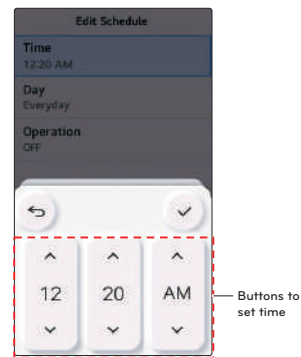 Edit Schedule
Time
12:20 AM
Day
Everyday
Operation
OFF
12 20 AM
Buttons to
set time